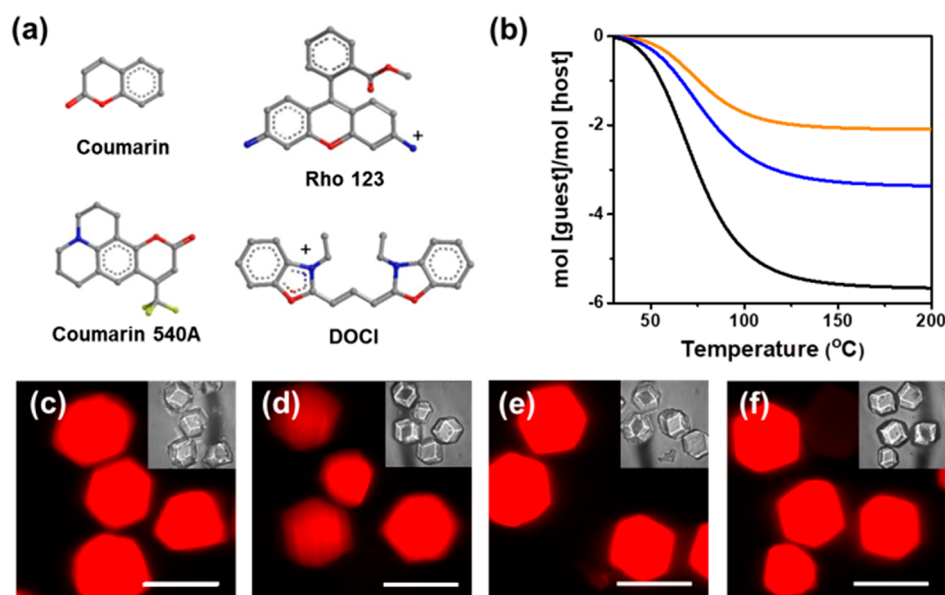 (a)
Coumarin
+
Rho 123
Coumarin 540A
+
DOCI
(b)
mol [guest]/mol [host]
0
-2
-4
-6
50
100
150
200
Temperature (°C)
(c)
(d)
(e)
(f)